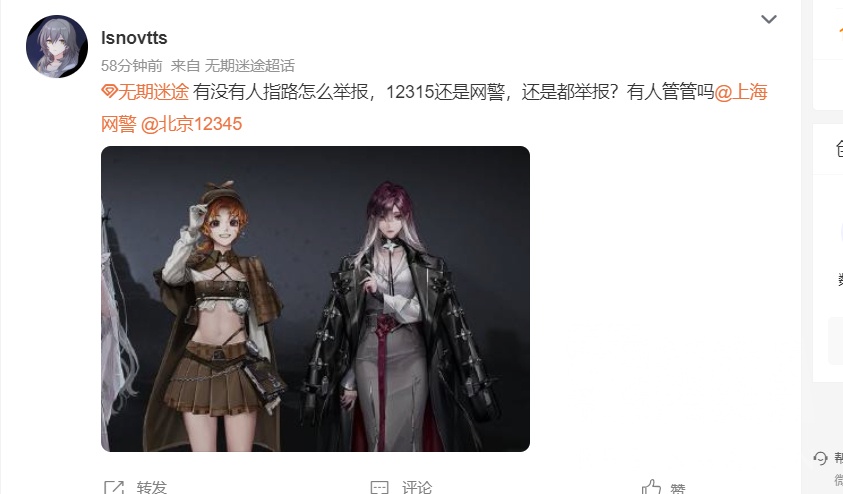 lsnovtts
58分钟前 来自 无期迷途超话
无期迷途 有没有人指路怎么举报，12315还是网警，还是都举报？有人管管吗@上海
网警 @北京12345
转发
评论
赞